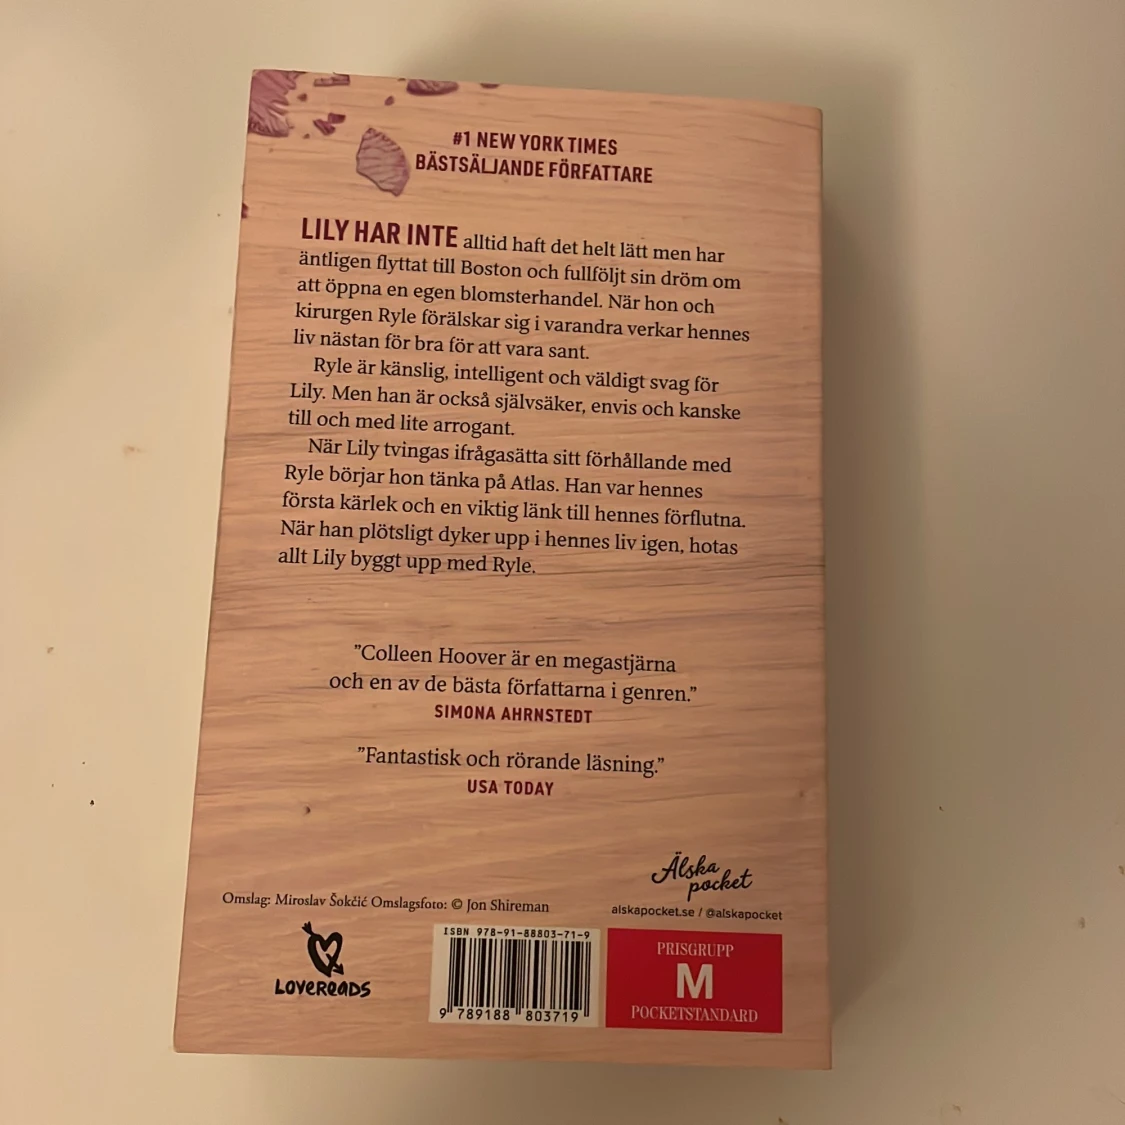 #1 NEW YORK TIMES
BÄSTSÄLJANDE FÖRFATTARE
LILY HAR INTE alltid haft det helt lätt men har
äntligen flyttat till Boston och fullföljt sin dröm om
att öppna en egen blomsterhandel. När hon och
kirurgen Ryle förälskar sig i varandra verkar hennes
liv nästan för bra för att vara sant.
Ryle är känslig, intelligent och väldigt svag för
Lily. Men han är också självsäker, envis och kanske
till och med lite arrogant.
När Lily tvingas ifrågasätta sitt förhållande med
Ryle börjar hon tänka på Atlas. Han var hennes
första kärlek och en viktig länk till hennes förflutna.
När han plötsligt dyker upp i hennes liv igen, hotas
allt Lily byggt upp med Ryle.
”Colleen Hoover är en megastjärna
och en av de bästa författarna i genren.”
SIMONA AHRNSTEDT
”Fantastisk och rörande läsning.”
USA TODAY
Älska
pocket
alskapocket.se / @alskapocket
Omslag: Miroslav Šokčić Omslagsfoto: © Jon Shireman
LOVEREADS
ISBN 978-91-88803-71-9
9 789188 803719
PRISGRUPP
M
POCKETSTANDARD